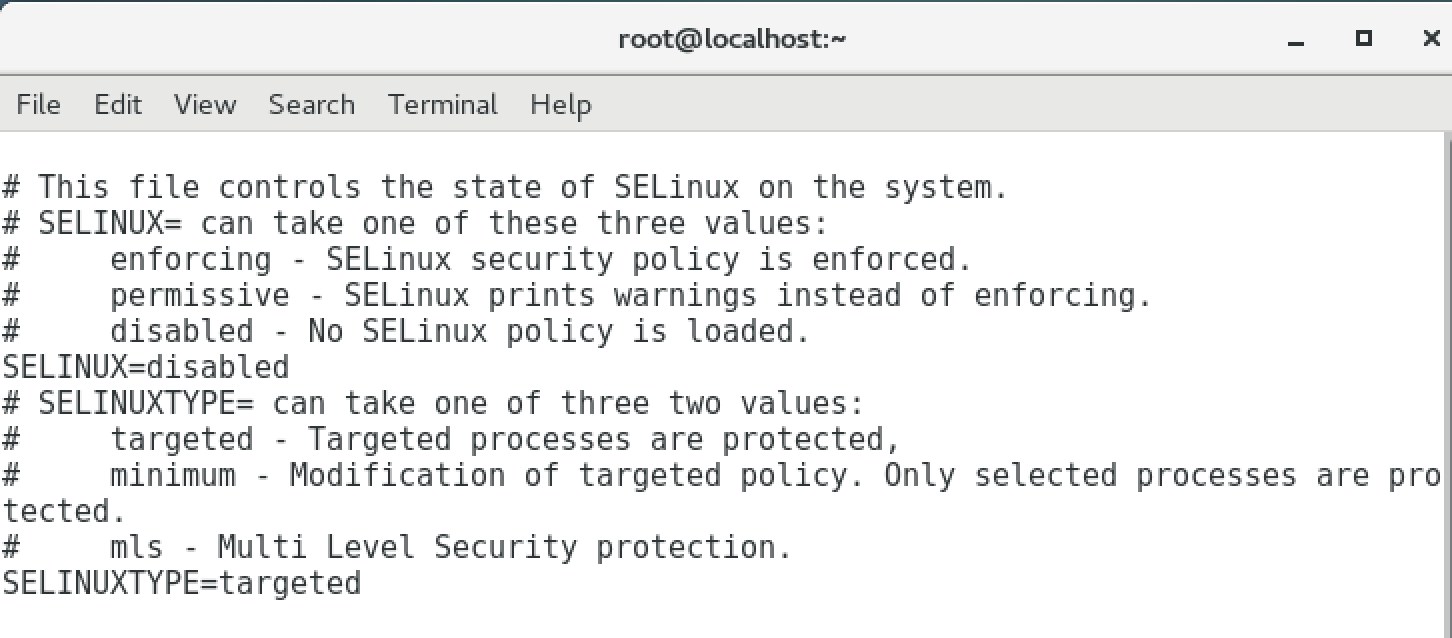 root@localhost:~
File Edit View Search Terminal Help
# This file controls the state of SELinux on the system.
# SELINUX= can take one of these three values:
#     enforcing - SELinux security policy is enforced.
#     permissive - SELinux prints warnings instead of enforcing.
#     disabled - No SELinux policy is loaded.
SELINUX=disabled
# SELINUXTYPE= can take one of three two values:
#     targeted - Targeted processes are protected,
#     minimum - Modification of targeted policy. Only selected processes are pro
tected.
#     mls - Multi Level Security protection.
SELINUXTYPE=targeted